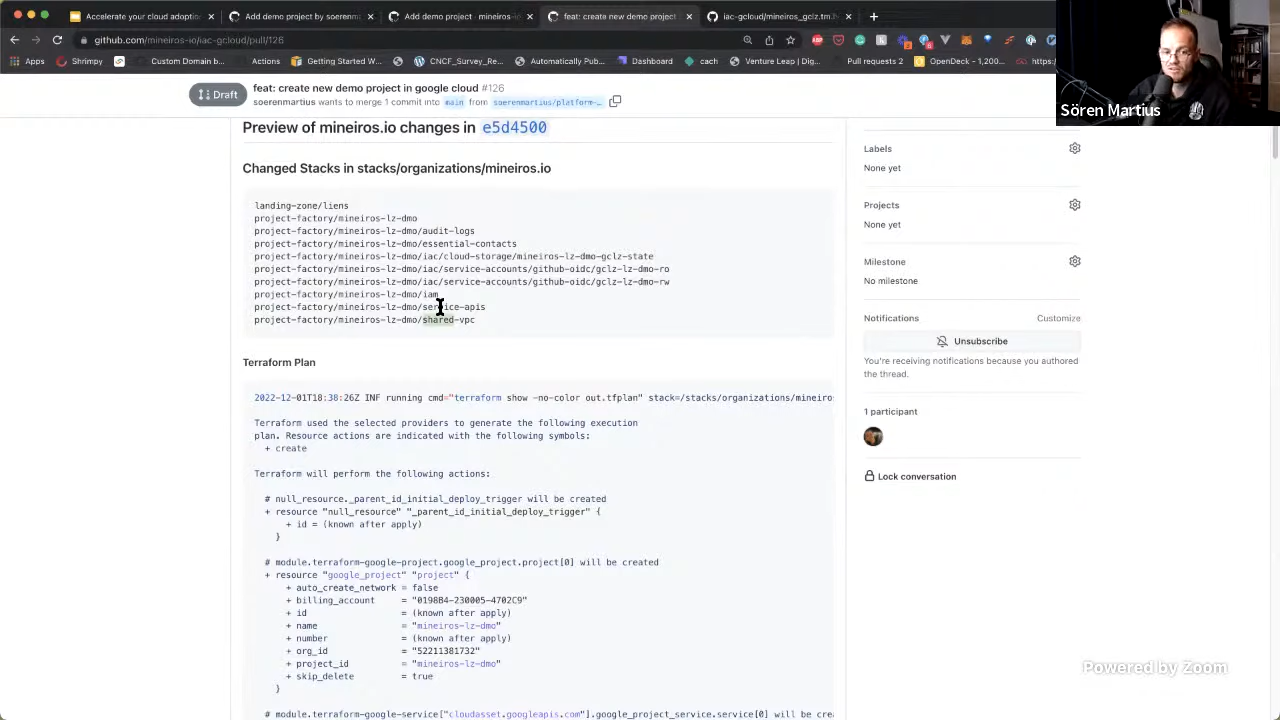 Accelerate your cloud adoption
Add demo project by soerenm
Add demo project · mineiros-io
feat: create new demo project
iac-gcloud/mineiros_gclz.tm.h
github.com/mineiros-io/iac-gcloud/pull/126
Apps
Shrimpy
Custom Domain b...
Actions
Getting Started W...
CNCF_Survey_Re...
Automatically Pub...
Dashboard
cache
Venture Leap | Dig...
Pull requests 2
OpenDeck - 1,200...
https:
Draft
feat: create new demo project in google cloud #126
soerenmartius wants to merge 1 commit into main from soerenmartius/platform-…
Sören Martius
Preview of mineiros.io changes in e5d4500
Changed Stacks in stacks/organizations/mineiros.io
landing-zone/liens
project-factory/mineiros-lz-dmo
project-factory/mineiros-lz-dmo/audit-logs
project-factory/mineiros-lz-dmo/essential-contacts
project-factory/mineiros-lz-dmo/iac/cloud-storage/mineiros-lz-dmo-gclz-state
project-factory/mineiros-lz-dmo/iac/service-accounts/github-oidc/gclz-lz-dmo-ro
project-factory/mineiros-lz-dmo/iac/service-accounts/github-oidc/gclz-lz-dmo-rw
project-factory/mineiros-lz-dmo/iam
project-factory/mineiros-lz-dmo/service-apis
project-factory/mineiros-lz-dmo/shared-vpc
Terraform Plan
2022-12-01T18:38:26Z INF running cmd="terraform show -no-color out.tfplan" stack=/stacks/organizations/mineiros
Terraform used the selected providers to generate the following execution
plan. Resource actions are indicated with the following symbols:
+ create
Terraform will perform the following actions:
# null_resource._parent_id_initial_deploy_trigger will be created
+ resource "null_resource" "_parent_id_initial_deploy_trigger" {
+ id = (known after apply)
}
# module.terraform-google-project.google_project.project[0] will be created
+ resource "google_project" "project" {
+ auto_create_network = false
+ billing_account = "0198B4-230005-4702C9"
+ id = (known after apply)
+ name = "mineiros-lz-dmo"
+ number = (known after apply)
+ org_id = "52211381732"
+ project_id = "mineiros-lz-dmo"
+ skip_delete = true
}
# module.terraform-google-service["cloudasset.googleapis.com"].google_project_service.service[0] will be crea
Labels
None yet
Projects
None yet
Milestone
No milestone
Notifications
Customize
Unsubscribe
You're receiving notifications because you authored
the thread.
1 participant
Lock conversation
Powered by Zoom